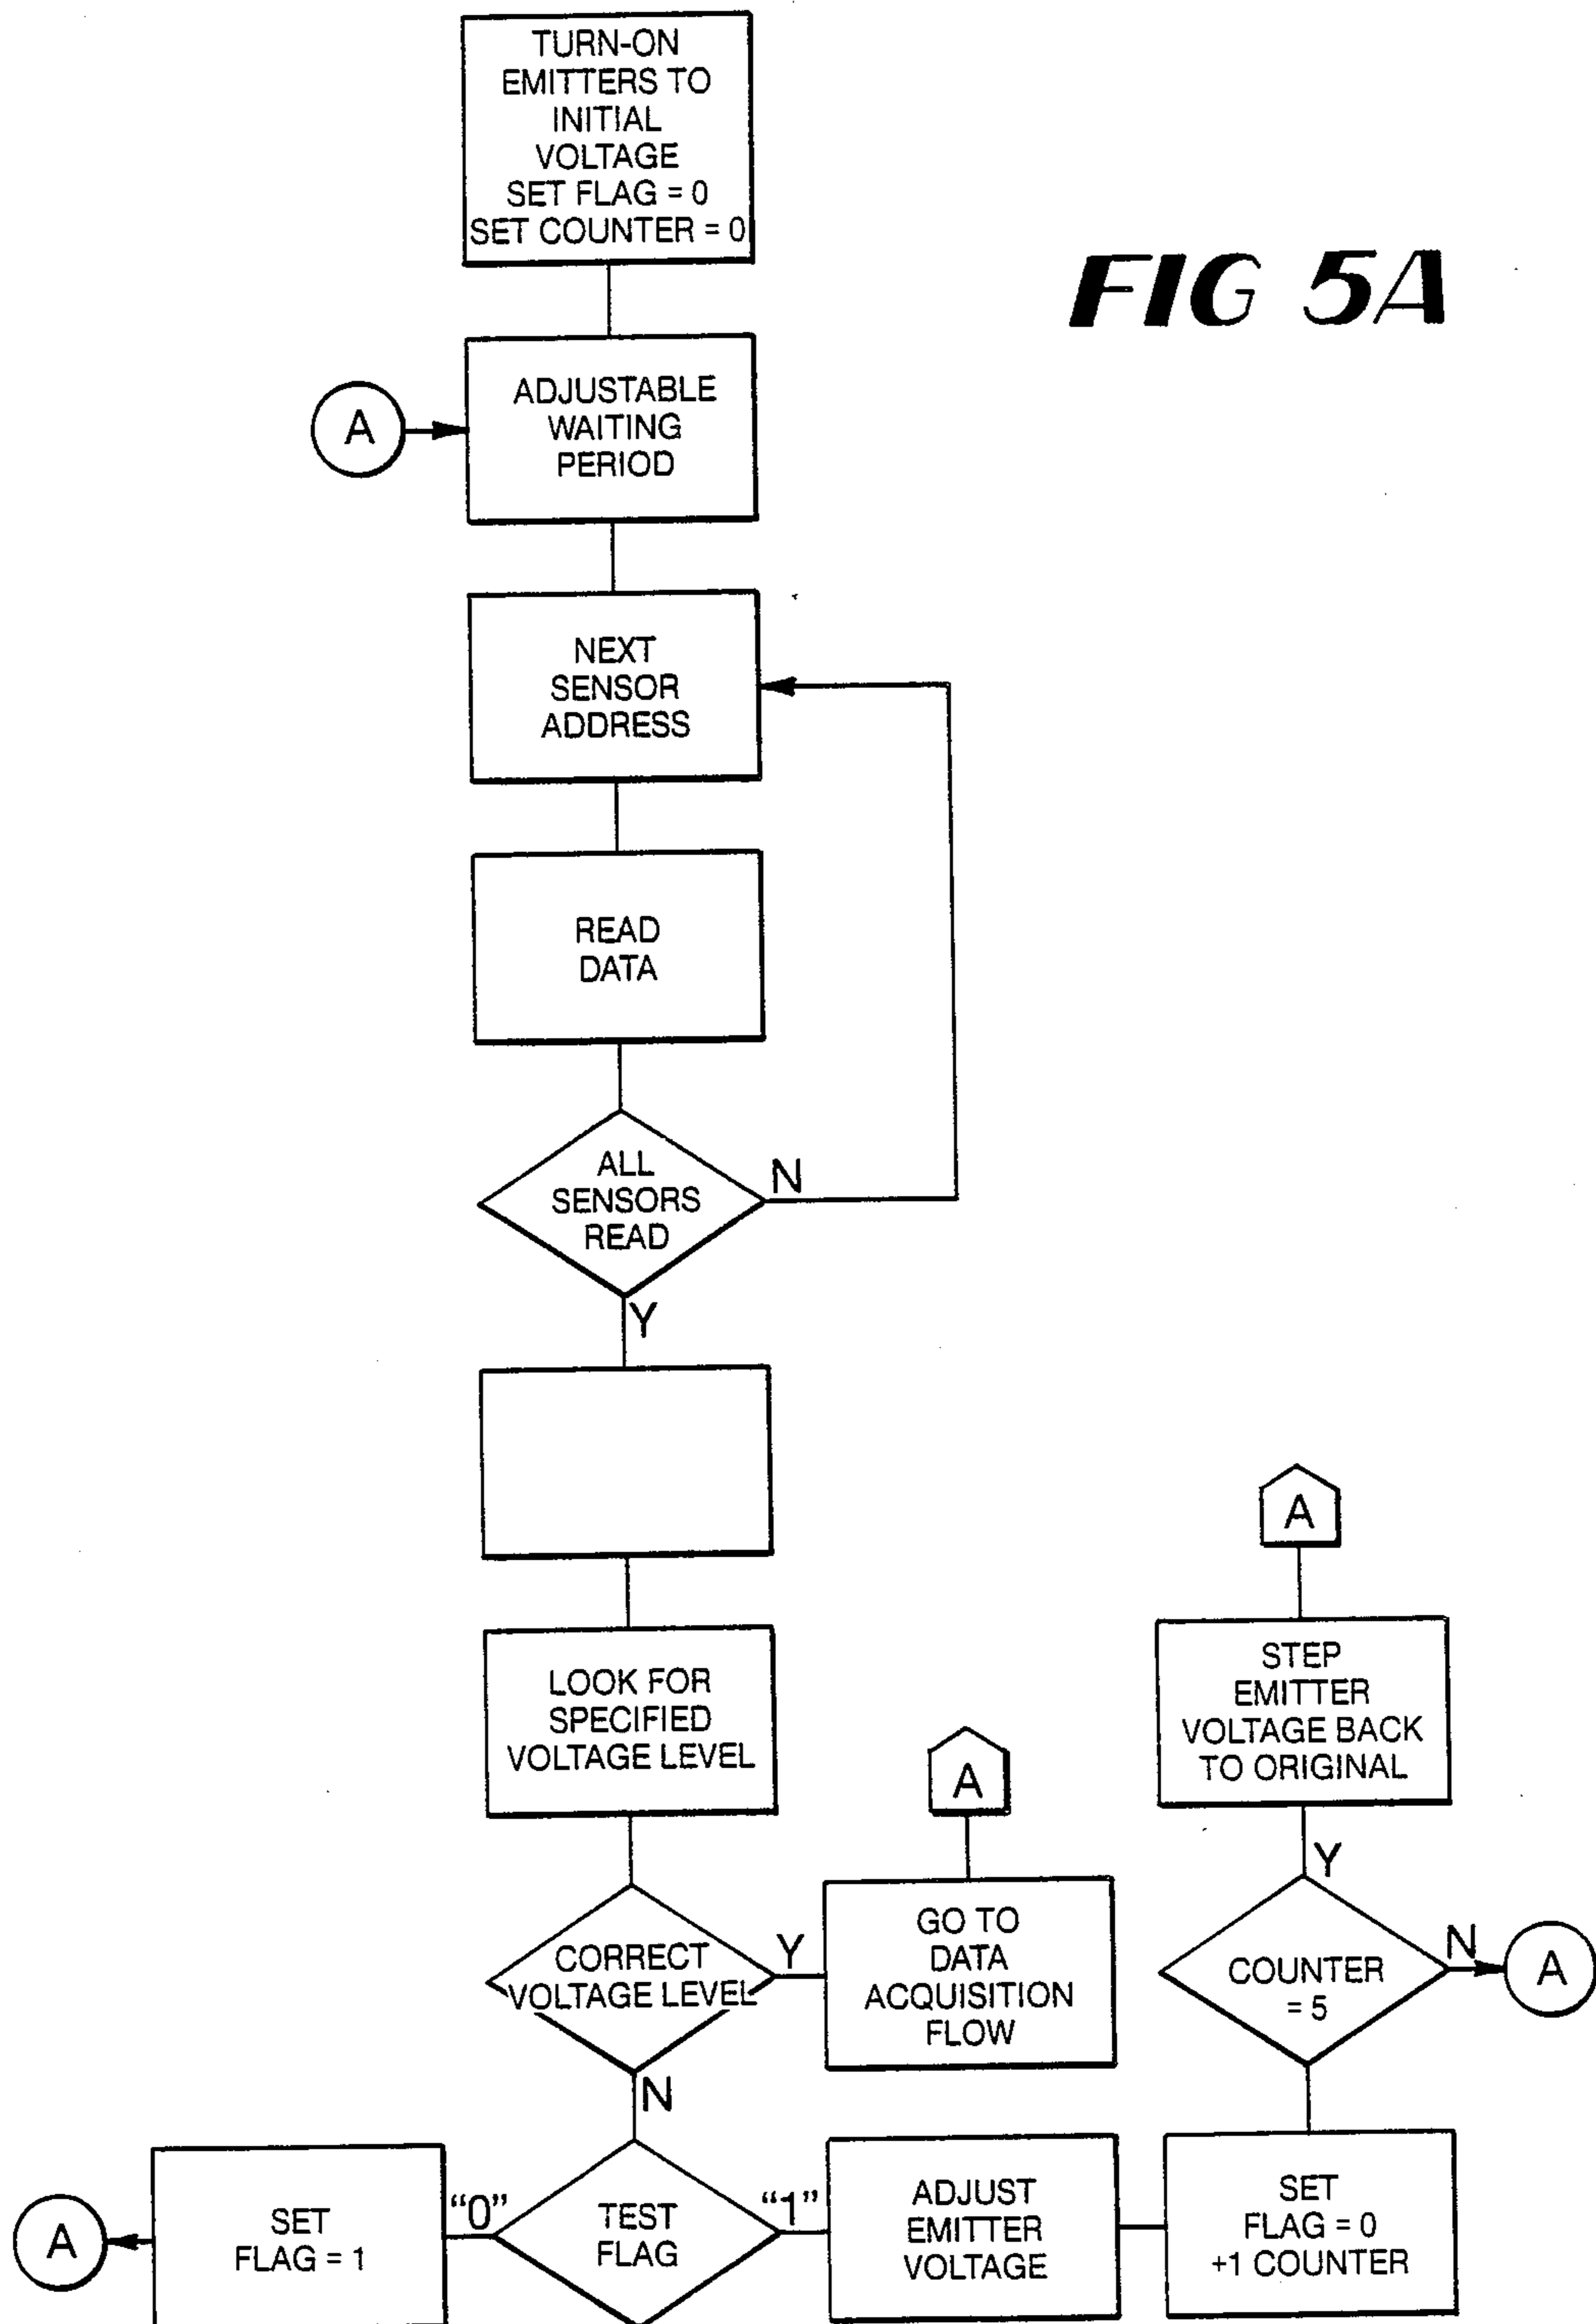 TURN-ON
EMITTERS TO
INITIAL
VOLTAGE
SET FLAG = 0
SET COUNTER = 0
FIG 5A
A
ADJUSTABLE
WAITING
PERIOD
NEXT
SENSOR
ADDRESS
READ
DATA
ALL
SENSORS
READ
N
Y
LOOK FOR
SPECIFIED
VOLTAGE LEVEL
CORRECT
VOLTAGE LEVEL
Y
N
A
GO TO
DATA
ACQUISITION
FLOW
A
STEP
EMITTER
VOLTAGE BACK
TO ORIGINAL
Y
COUNTER
= 5
N
A
A
SET
FLAG = 1
"0"
TEST
FLAG
"1"
ADJUST
EMITTER
VOLTAGE
SET
FLAG = 0
+1 COUNTER